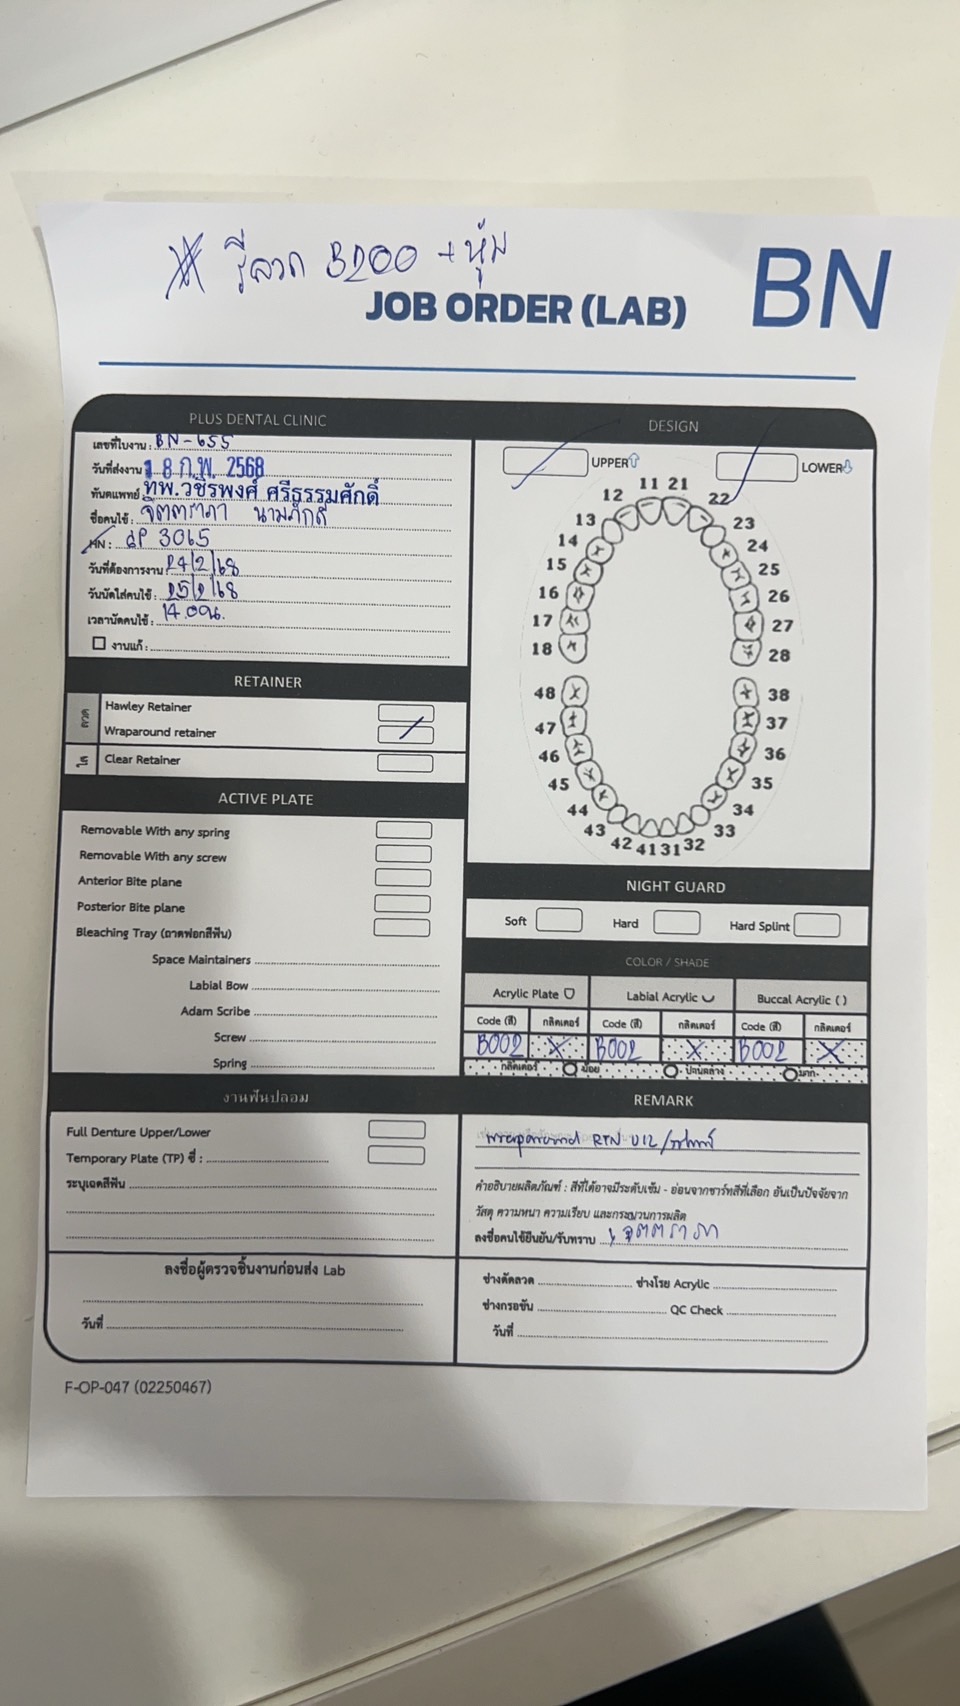 รีลวด B200 + หุ้ม
JOB ORDER (LAB)
BN
PLUS DENTAL CLINIC
เลขที่ใบงาน : BN-655
วันที่ส่งงาน 18 ก.พ. 2568
ทันตแพทย์ ทพ.วชิรพงศ์ ศรีธรรมศักดิ์
ชื่อคนไข้ : จิตตราภา นามภักดี
HN : dP 3065
วันที่ต้องการงาน 24/2/68
วันนัดใส่คนไข้ : 25/2/68
เวลานัดคนไข้ : 14.00น.
งานแก้ :
RETAINER
ลวด
Hawley Retainer
Wraparound retainer
ใส
Clear Retainer
ACTIVE PLATE
Removable With any spring
Removable With any screw
Anterior Bite plane
Posterior Bite plane
Bleaching Tray (ถาดฟอกสีฟัน)
Space Maintainers
Labial Bow
Adam Scribe
Screw
Spring
งานฟันปลอม
Full Denture Upper/Lower
Temporary Plate (TP) ซี่ :
ระบุเฉดสีฟัน
ลงชื่อผู้ตรวจชิ้นงานก่อนส่ง Lab
วันที่
DESIGN
UPPER LOWER
11 21
12 22
13 23
14 24
15 25
16 26
17 27
18 28
48 38
47 37
46 36
45 35
44 34
43 33
42 41 31 32
NIGHT GUARD
Soft Hard Hard Splint
COLOR / SHADE
Acrylic Plate Labial Acrylic Buccal Acrylic ( )
Code (สี) กลิตเตอร์ Code (สี) กลิตเตอร์ Code (สี) กลิตเตอร์
B002 X B002 X B002 X
กลิตเตอร์ น้อย ปานกลาง มาก
REMARK
wraparound RTN U12/
คำอธิบายผลิตภัณฑ์ : สีที่ได้อาจมีระดับเข้ม - อ่อนจากชาร์ทสีที่เลือก อันเป็นปัจจัยจาก
วัสดุ ความหนา ความเรียบ และกระบวนการผลิต
ลงชื่อคนไข้ยืนยัน/รับทราบ
ช่างดัดลวด ช่างโรย Acrylic
ช่างกรอขัน QC Check
วันที่
F-OP-047 (02250467)